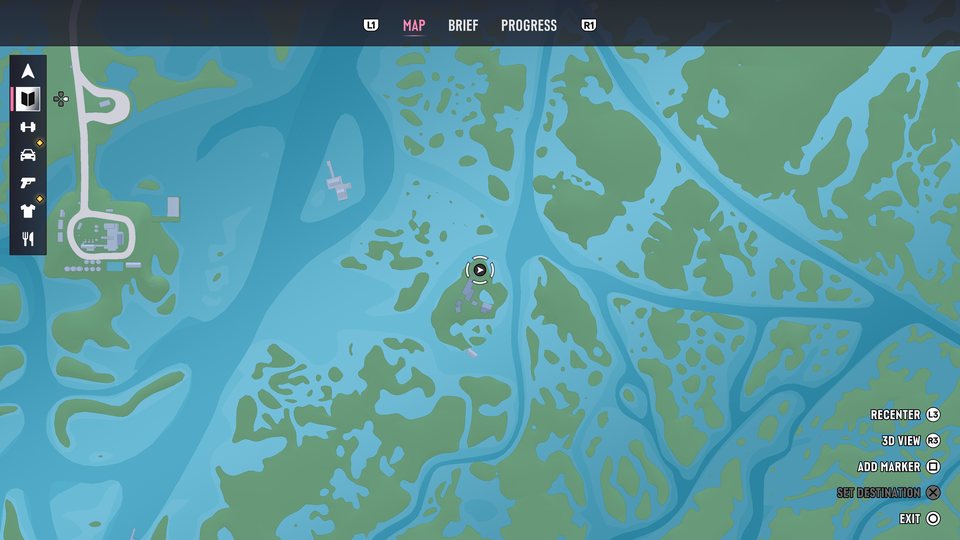 L1 MAP BRIEF PROGRESS R1
RECENTER L3
3D VIEW R3
ADD MARKER
SET DESTINATION
EXIT